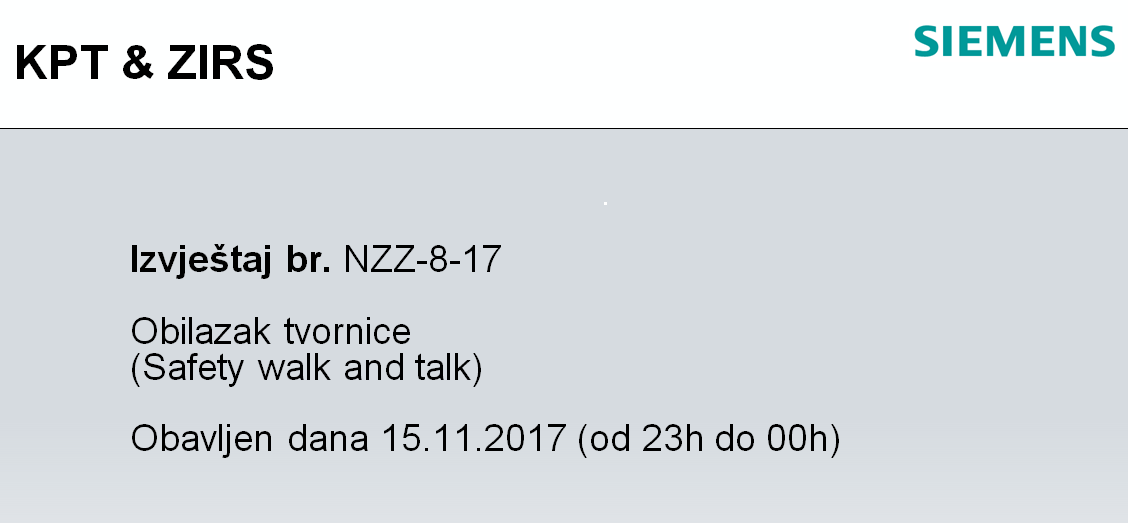 KPT & ZIRS
SIEMENS
Izvještaj br. NZZ-8-17
Obilazak tvornice
(Safety walk and talk)
Obavljen dana 15.11.2017 (od 23h do 00h)